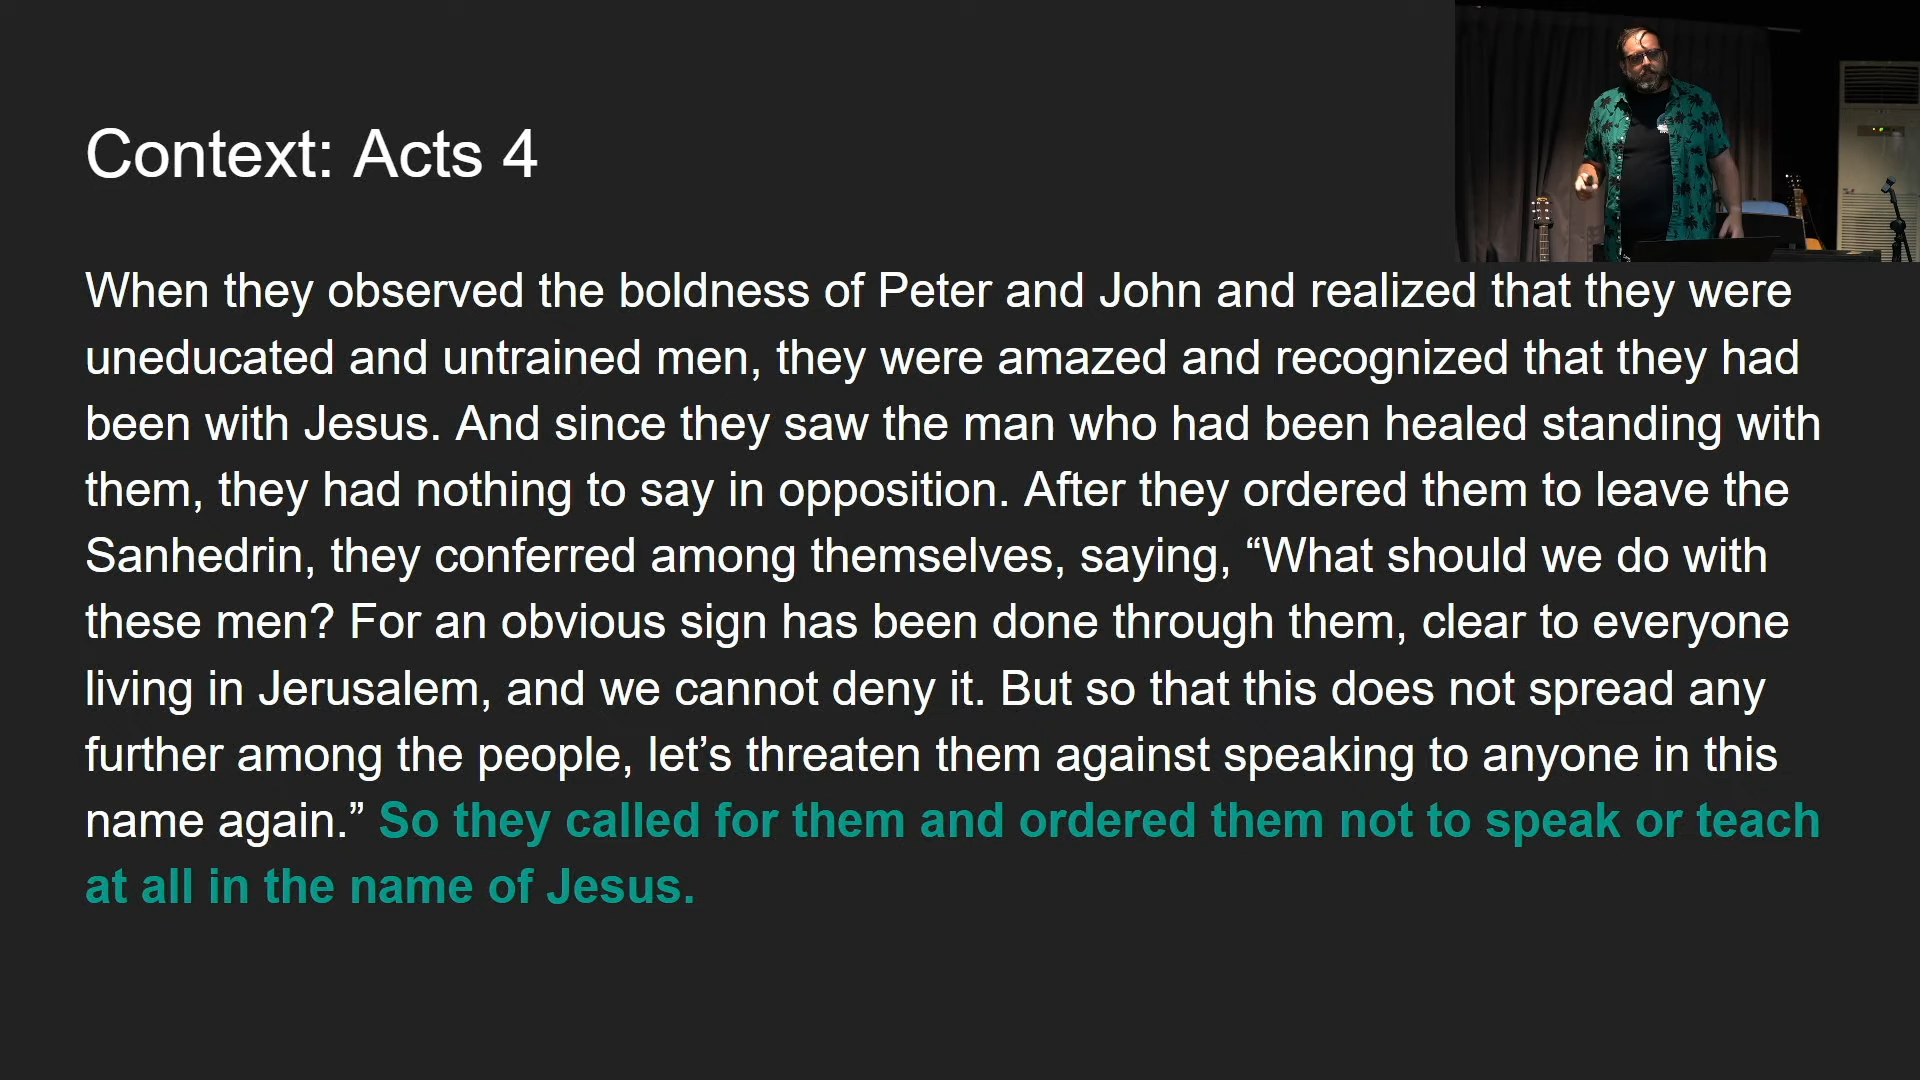 Context: Acts 4
When they observed the boldness of Peter and John and realized that they were
uneducated and untrained men, they were amazed and recognized that they had
been with Jesus. And since they saw the man who had been healed standing with
them, they had nothing to say in opposition. After they ordered them to leave the
Sanhedrin, they conferred among themselves, saying, “What should we do with
these men? For an obvious sign has been done through them, clear to everyone
living in Jerusalem, and we cannot deny it. But so that this does not spread any
further among the people, let’s threaten them against speaking to anyone in this
name again.” So they called for them and ordered them not to speak or teach
at all in the name of Jesus.